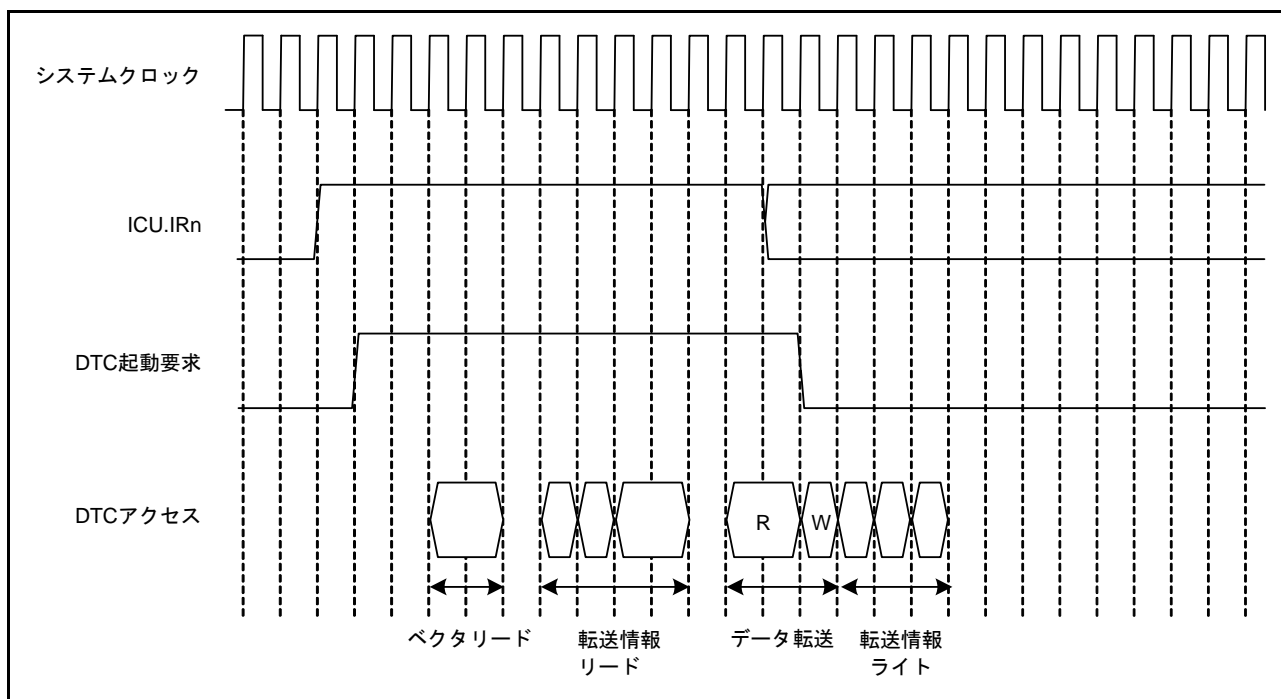 システムクロック
ICU.IRn
DTC起動要求
DTCアクセス
R
W
ベクタリード
転送情報
リード
データ転送
転送情報
ライト